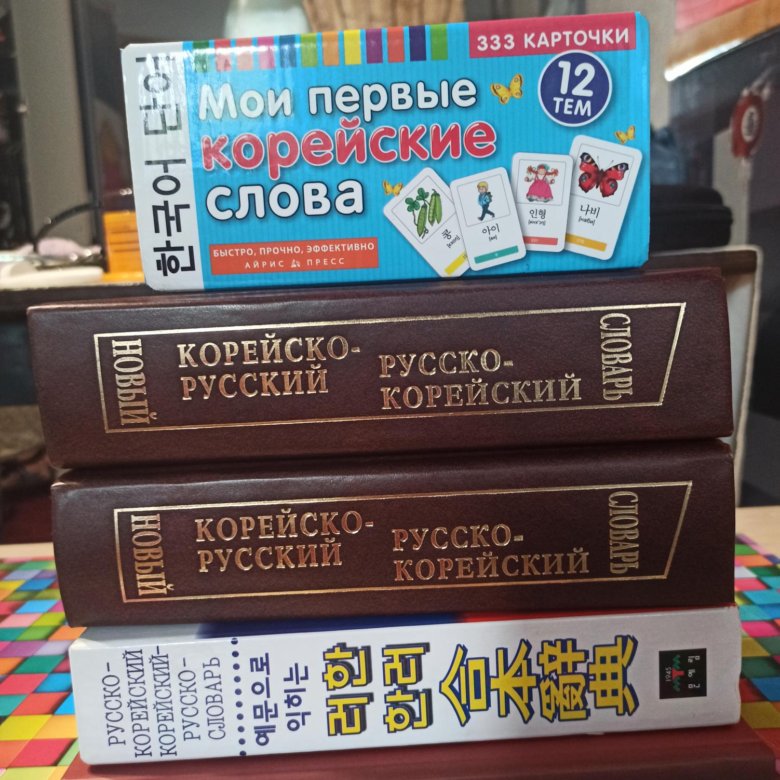 한국어 단어
333 КАРТОЧКИ
12
ТЕМ
Мои первые
корейские
слова
БЫСТРО, ПРОЧНО, ЭФФЕКТИВНО
АЙРИС ПРЕСС
콩
아이
인형
나비
НОВЫЙ
КОРЕЙСКО-
РУССКИЙ
РУССКО-
КОРЕЙСКИЙ
СЛОВАРЬ
НОВЫЙ
КОРЕЙСКО-
РУССКИЙ
РУССКО-
КОРЕЙСКИЙ
СЛОВАРЬ
РУССКО-
КОРЕЙСКИЙ
КОРЕЙСКИЙ-
РУССКО-
СЛОВАРЬ
예문으로
익히는
러한
한러
合本辭典
1945